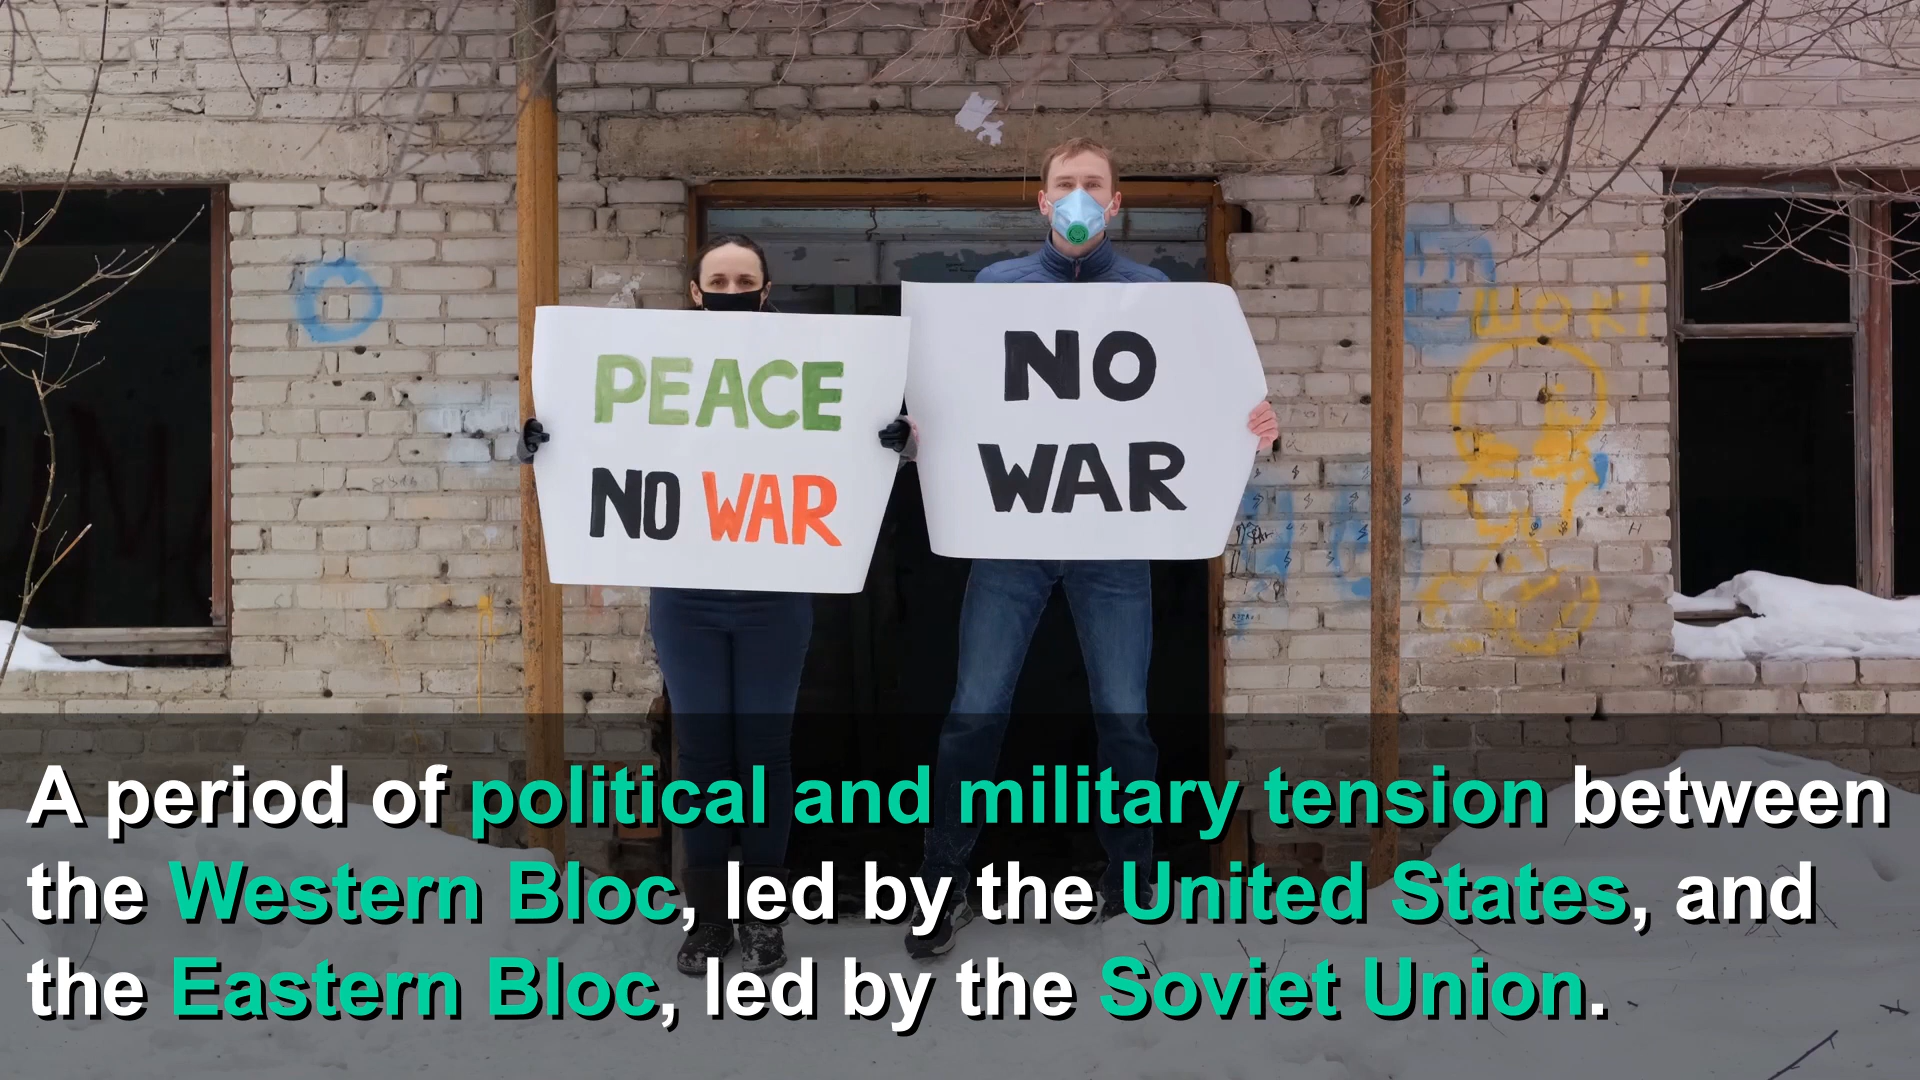 PEACE
NO WAR
NO
WAR
шокі
A period of political and military tension between
the Western Bloc, led by the United States, and
the Eastern Bloc, led by the Soviet Union.